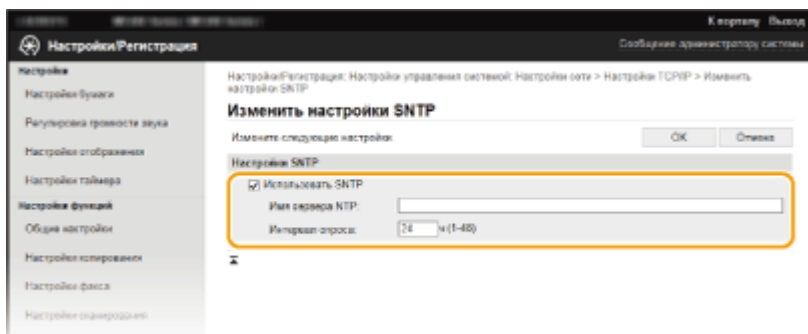 К порталу Выход
Настройки/Регистрация
Сообщение администратору системы
Настройки
Настройки бумаги
Регулировка громкости звука
Настройки отображения
Настройки таймера
Настройки функций
Общие настройки
Настройки копирования
Настройки факса
Настройки сканирования
Настройки/Регистрация: Настройки управления системой: Настройки сети > Настройки TCP/IP > Изменить
настройки SNTP
Изменить настройки SNTP
Измените следующие настройки
OK Отмена
Настройки SNTP
Использовать SNTP
Имя сервера NTP:
Интервал опроса: 24 ч (1-48)